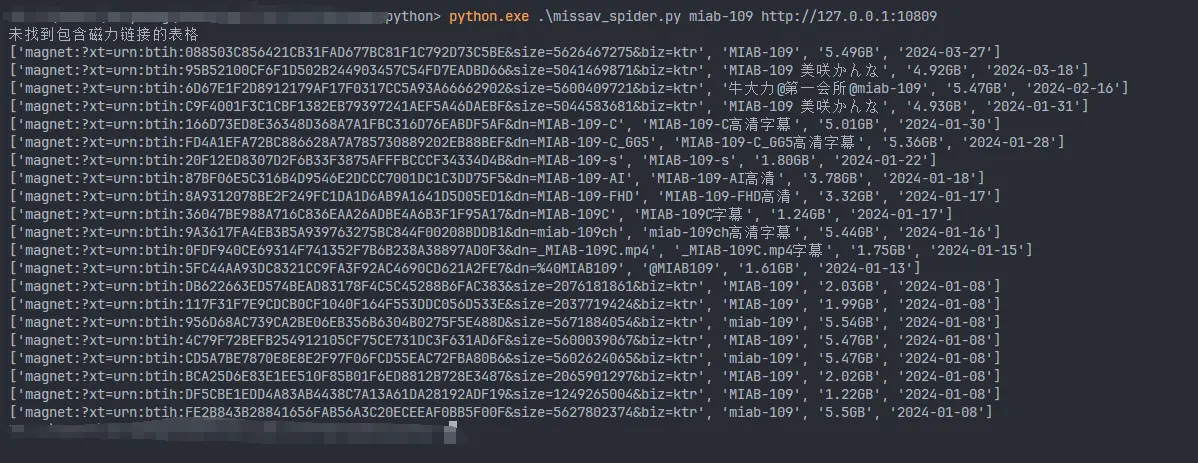 python> python.exe .\missav_spider.py miab-109 http://127.0.0.1:10809
未找到包含磁力链接的表格
['magnet:?xt=urn:btih:088503C856421CB31FAD677BC81F1C792D73C5BE&size=5626467275&biz=ktr', 'MIAB-109', '5.49GB', '2024-03-27']
['magnet:?xt=urn:btih:95B52100CF6F1D502B244903457C54FD7EADBD66&size=5041469871&biz=ktr', 'MIAB-109 美咲かんな', '4.92GB', '2024-03-18']
['magnet:?xt=urn:btih:6D67E1F2D8912179AF17F0317CC5A93A66662902&size=5600409721&biz=ktr', '牛大力@第一会所@miab-109', '5.47GB', '2024-02-16']
['magnet:?xt=urn:btih:C9F4001F3C1CBF1382EB79397241AEF5A46DAEBF&size=5044583681&biz=ktr', 'MIAB-109 美咲かんな', '4.93GB', '2024-01-31']
['magnet:?xt=urn:btih:166D73ED8E36348D368A7A1FBC316D76EABDF5AF&dn=MIAB-109-C', 'MIAB-109-C高清字幕', '5.01GB', '2024-01-30']
['magnet:?xt=urn:btih:FD4A1EFA72BC886628A7A785730889202EB88BEF&dn=MIAB-109-C_GG5', 'MIAB-109-C_GG5高清字幕', '5.36GB', '2024-01-28']
['magnet:?xt=urn:btih:20F12ED8307D2F6B33F3875AFFFBCCCF34334D4B&dn=MIAB-109-s', 'MIAB-109-s', '1.80GB', '2024-01-22']
['magnet:?xt=urn:btih:87BF06E5C316B4D9546E2DCCC7001DC1C3DD75F5&dn=MIAB-109-AI', 'MIAB-109-AI高清', '3.78GB', '2024-01-18']
['magnet:?xt=urn:btih:8A9312078BE2F249FC1DA1D6AB9A1641D5D05ED1&dn=MIAB-109-FHD', 'MIAB-109-FHD高清', '3.32GB', '2024-01-17']
['magnet:?xt=urn:btih:36047BE988A716C836EAA26ADBE4A6B3F1F95A17&dn=MIAB-109C', 'MIAB-109C字幕', '1.24GB', '2024-01-17']
['magnet:?xt=urn:btih:9A3617FA4EB3B5A939763275BC844F00208BDDB1&dn=miab-109ch', 'miab-109ch高清字幕', '5.44GB', '2024-01-16']
['magnet:?xt=urn:btih:0FDF940CE69314F741352F7B6B238A38897AD0F3&dn=_MIAB-109C.mp4', '_MIAB-109C.mp4字幕', '1.75GB', '2024-01-15']
['magnet:?xt=urn:btih:5FC44AA93DC8321CC9FA3F92AC4690CD621A2FE7&dn=%40MIAB109', '@MIAB109', '1.61GB', '2024-01-13']
['magnet:?xt=urn:btih:DB622663ED574BEAD83178F4C5C45288B6FAC383&size=2076181861&biz=ktr', 'MIAB-109', '2.03GB', '2024-01-08']
['magnet:?xt=urn:btih:117F31F7E9CDCB0CF1040F164F553DDC056D533E&size=2037719424&biz=ktr', 'MIAB-109', '1.99GB', '2024-01-08']
['magnet:?xt=urn:btih:956D68AC739CA2BE06EB356B6304B0275F5E488D&size=5671884054&biz=ktr', 'miab-109', '5.54GB', '2024-01-08']
['magnet:?xt=urn:btih:4C79F72BEFB254912105CF75CE731DC3F631AD6F&size=5600039067&biz=ktr', 'MIAB-109', '5.47GB', '2024-01-08']
['magnet:?xt=urn:btih:CD5A7BE7870E8E8E2F97F06FCD55EAC72FBA80B6&size=5602624065&biz=ktr', 'miab-109', '5.47GB', '2024-01-08']
['magnet:?xt=urn:btih:BCA25D6E83E1EE510F85B01F6ED8812B728E3487&size=2065901297&biz=ktr', 'MIAB-109', '2.02GB', '2024-01-08']
['magnet:?xt=urn:btih:DF5CBE1EDD4A83AB4438C7A13A61DA28192ADF19&size=1249265004&biz=ktr', 'MIAB-109', '1.22GB', '2024-01-08']
['magnet:?xt=urn:btih:FE2B843B28841656FAB56A3C20ECEEAF0BB5F00F&size=5627802374&biz=ktr', 'miab-109', '5.5GB', '2024-01-08']